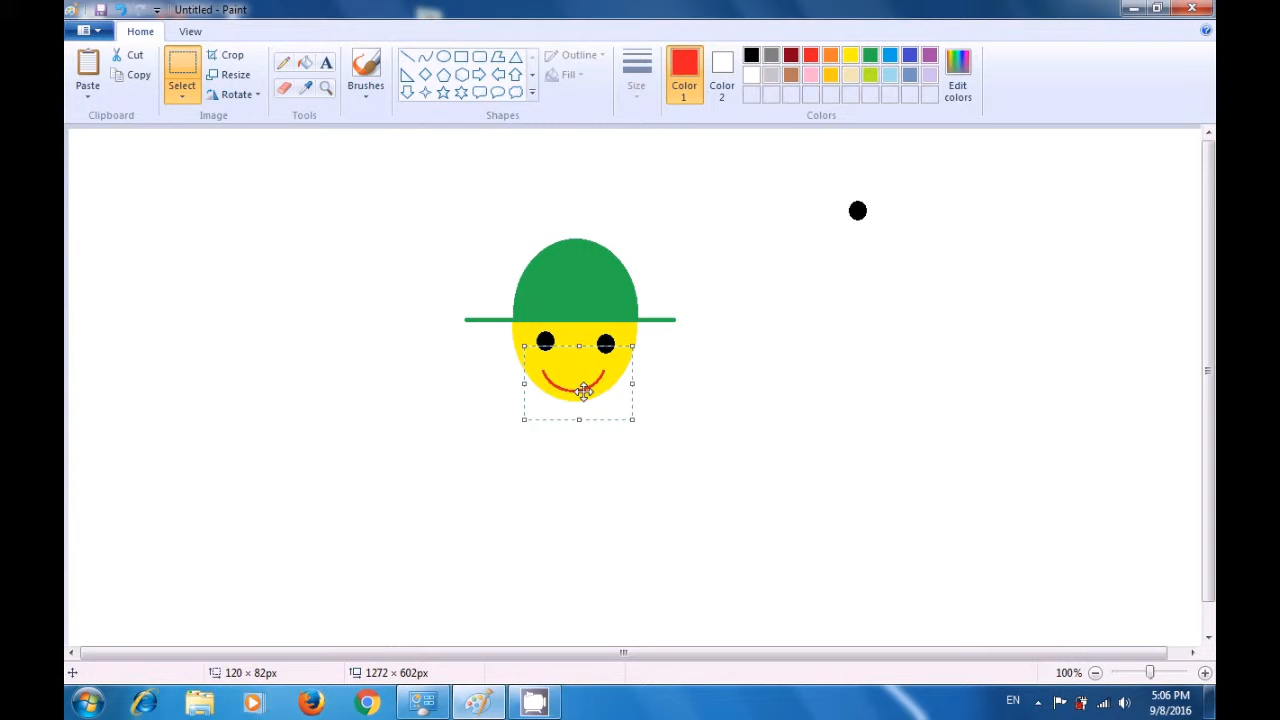 Untitled - Paint
Home
View
Paste
Cut
Copy
Clipboard
Select
Crop
Resize
Rotate
Image
A
Tools
Brushes
Outline
Fill
Shapes
Size
Color
1
Color
2
Edit
colors
Colors
120 × 82px
1272 × 602px
100%
EN
5:06 PM
9/8/2016